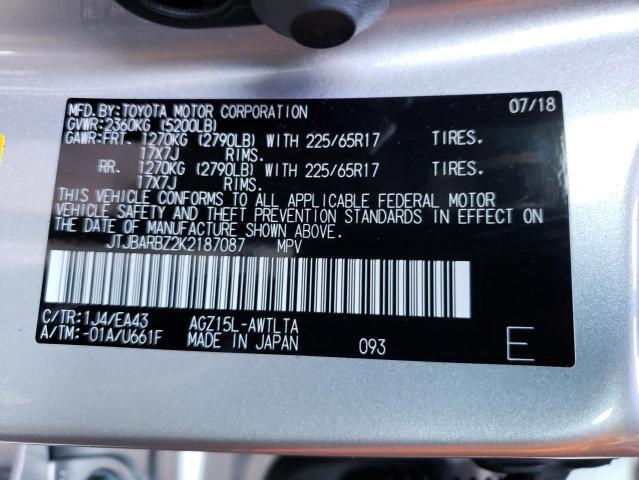 MFD.BY:TOYOTA MOTOR CORPORATION 07/18
GVWR:2360KG (5200LB)
GAWR:FRT. 1270KG (2790LB) WITH 225/65R17 TIRES.
17X7J RIMS.
RR. 1270KG (2790LB) WITH 225/65R17 TIRES.
17X7J RIMS.
THIS VEHICLE CONFORMS TO ALL APPLICABLE FEDERAL MOTOR
VEHICLE SAFETY AND THEFT PREVENTION STANDARDS IN EFFECT ON
THE DATE OF MANUFACTURE SHOWN ABOVE.
JTJBARBZ2K2187087 MPV
C/TR:1J4/EA43 AGZ15L-AWTLTA
A/TM:-01A/U661F MADE IN JAPAN 093 E